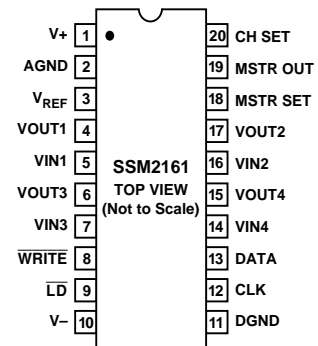 V+ 1 20 CH SET
AGND 2 19 MSTR OUT
VREF 3 18 MSTR SET
VOUT1 4 17 VOUT2
VIN1 5 16 VIN2
SSM2161
VOUT3 6 15 VOUT4
TOP VIEW
(Not to Scale)
VIN3 7 14 VIN4
WRITE 8 13 DATA
LD 9 12 CLK
V– 10 11 DGND